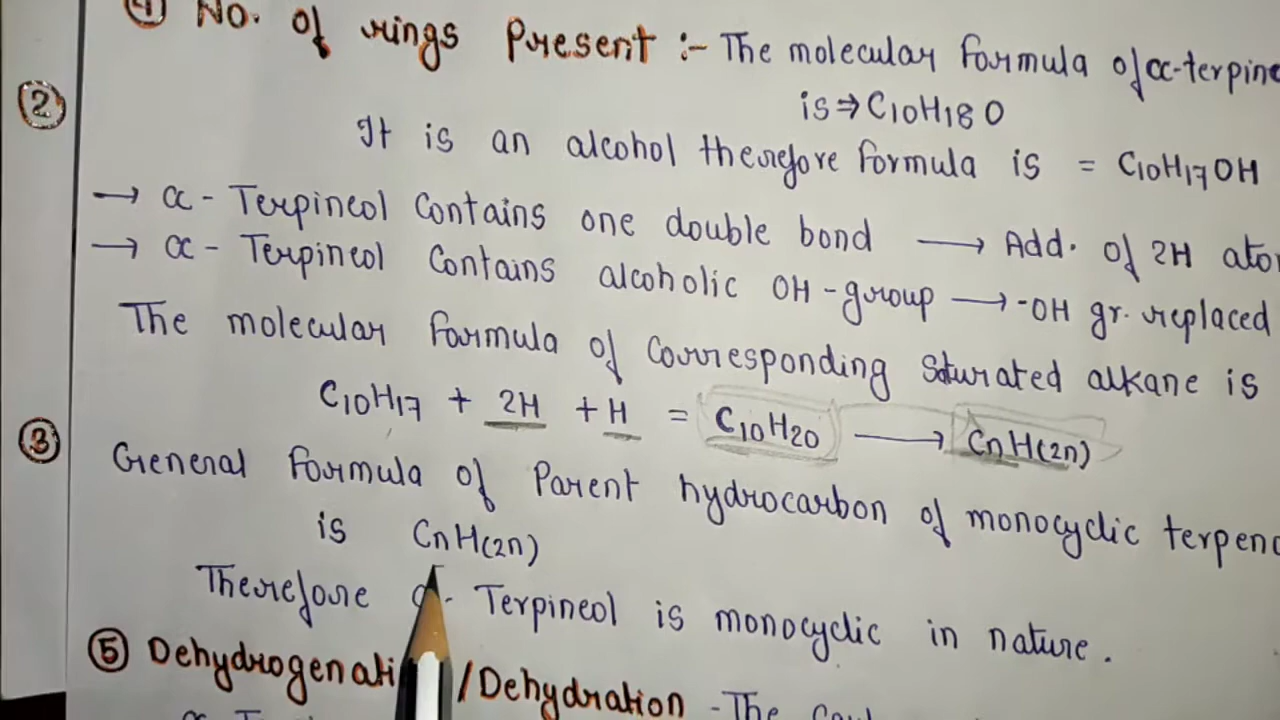 ④ No. of rings Present :- The molecular formula of α-terpine
is ⇒ C10H18O
②
It is an alcohol therefore formula is = C10H17OH
→ α - Terpineol Contains one double bond → Add. of 2H ato
→ α - Terpineol Contains alcoholic OH-group → -OH gr. replaced
The molecular formula of Corresponding Saturated alkane is
C10H17 + 2H + H = C10H20 → CnH(2n)
③
General formula of Parent hydrocarbon of monocyclic terpeno
is CnH(2n)
Therefore - Terpineol is monocyclic in nature.
⑤ Dehydrogenati /Dehydration - The